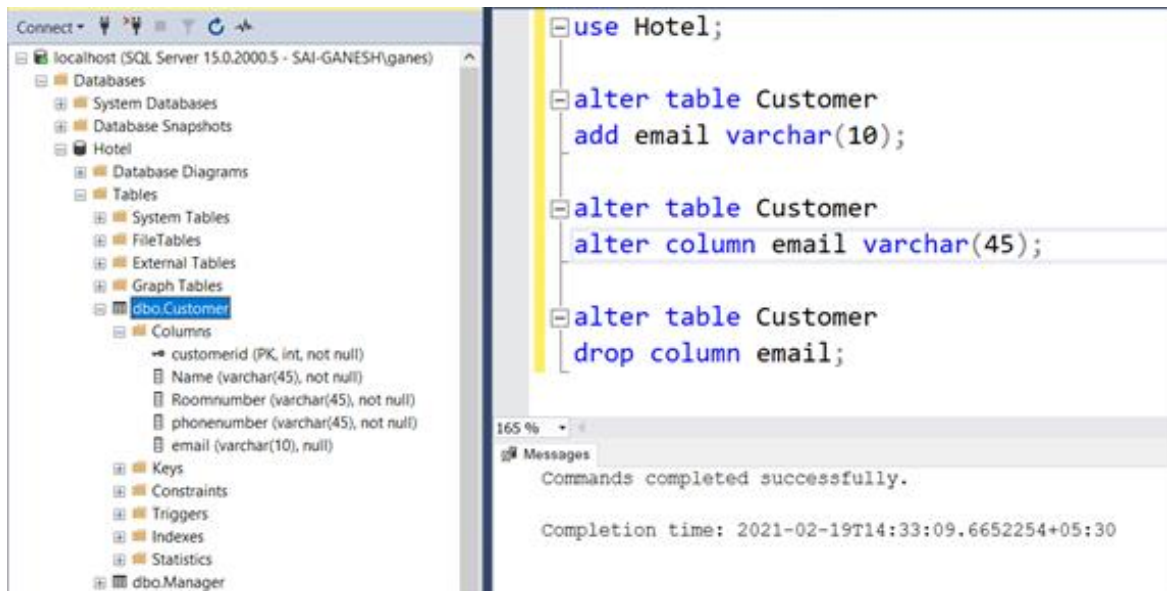 Connect
localhost (SQL Server 15.0.2000.5 - SAI-GANESH\ganes)
Databases
System Databases
Database Snapshots
Hotel
Database Diagrams
Tables
System Tables
FileTables
External Tables
Graph Tables
dbo.Customer
Columns
customerid (PK, int, not null)
Name (varchar(45), not null)
Roomnumber (varchar(45), not null)
phonenumber (varchar(45), not null)
email (varchar(10), null)
Keys
Constraints
Triggers
Indexes
Statistics
dbo.Manager
use Hotel;
alter table Customer
add email varchar(10);
alter table Customer
alter column email varchar(45);
alter table Customer
drop column email;
165 %
Messages
Commands completed successfully.
Completion time: 2021-02-19T14:33:09.6652254+05:30